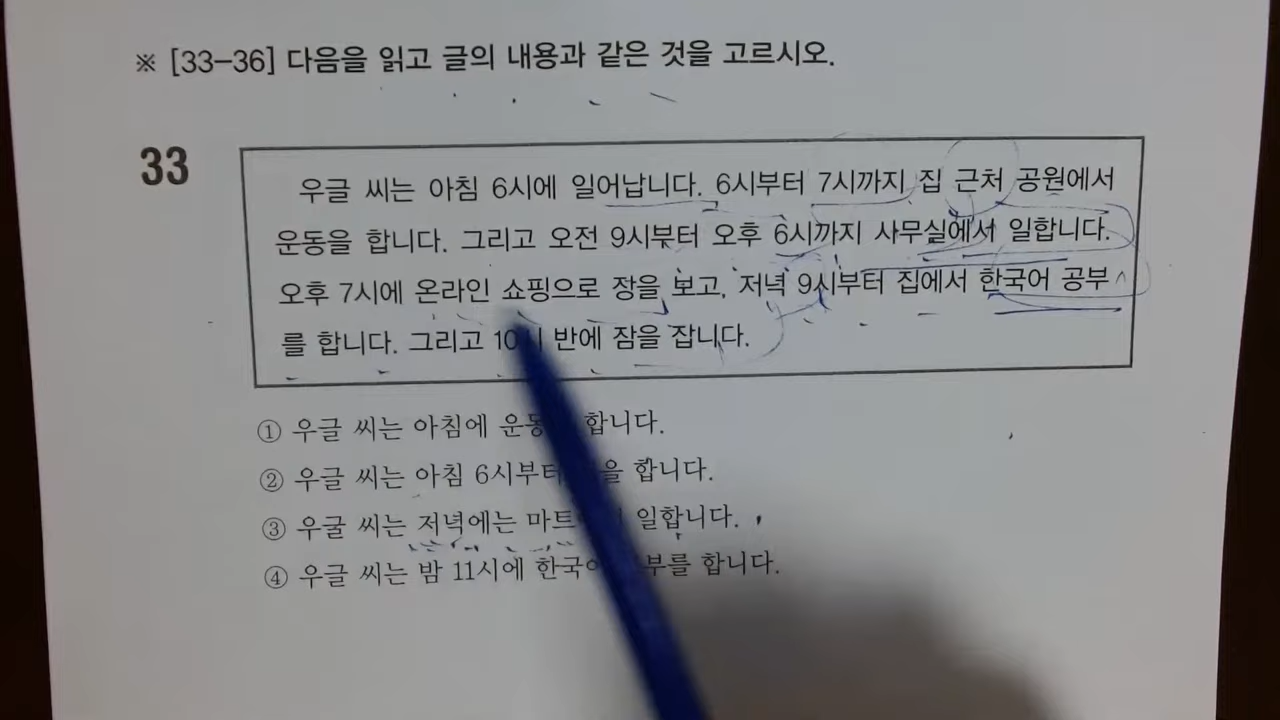 ※ [33-36] 다음을 읽고 글의 내용과 같은 것을 고르시오.
33
우글 씨는 아침 6시에 일어납니다. 6시부터 7시까지 집 근처 공원에서
운동을 합니다. 그리고 오전 9시부터 오후 6시까지 사무실에서 일합니다.
오후 7시에 온라인 쇼핑으로 장을 보고, 저녁 9시부터 집에서 한국어 공부
를 합니다. 그리고 반에 잠을 잡니다.
① 우글 씨는 아침에 합니다.
② 우글 씨는 아침 6시부터 합니다.
③ 우굴 씨는 저녁에는 일합니다.
④ 우글 씨는 밤 11시에 합니다.